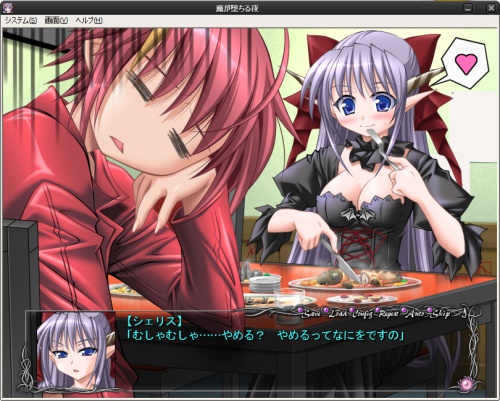 魔が堕ちる夜
システム(S) 画面(V) ヘルプ(H)
Save Load Config Repeat Auto Skip
【シェリス】
「むしゃむしゃ……やめる？　やめるってなにをですの」